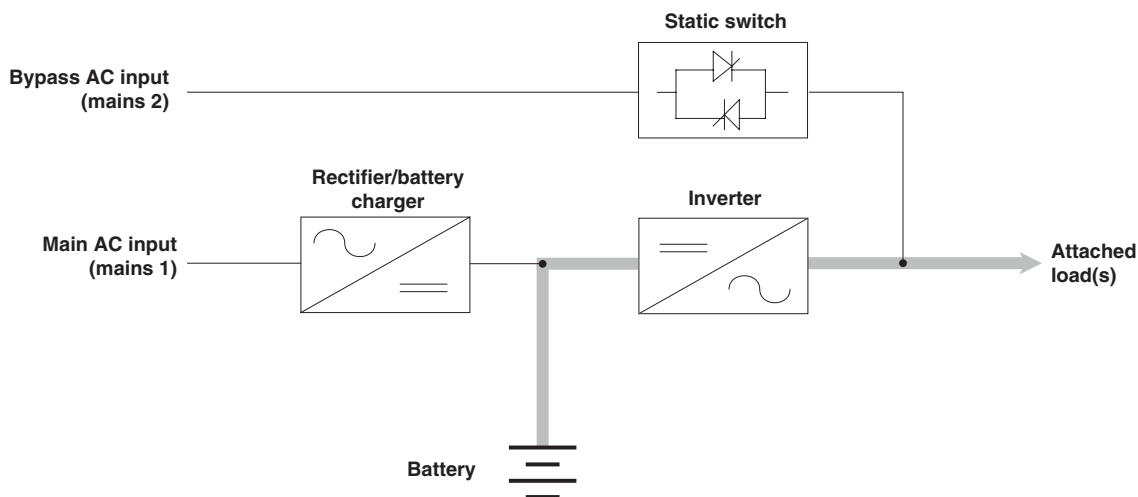 Static switch
Bypass AC input
(mains 2)
Rectifier/battery
charger
Inverter
Main AC input
(mains 1)
Attached
load(s)
Battery